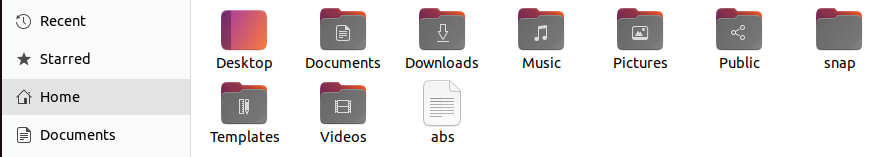 Recent
Starred
Home
Documents
Desktop Documents Downloads Music Pictures Public snap
Templates Videos abs